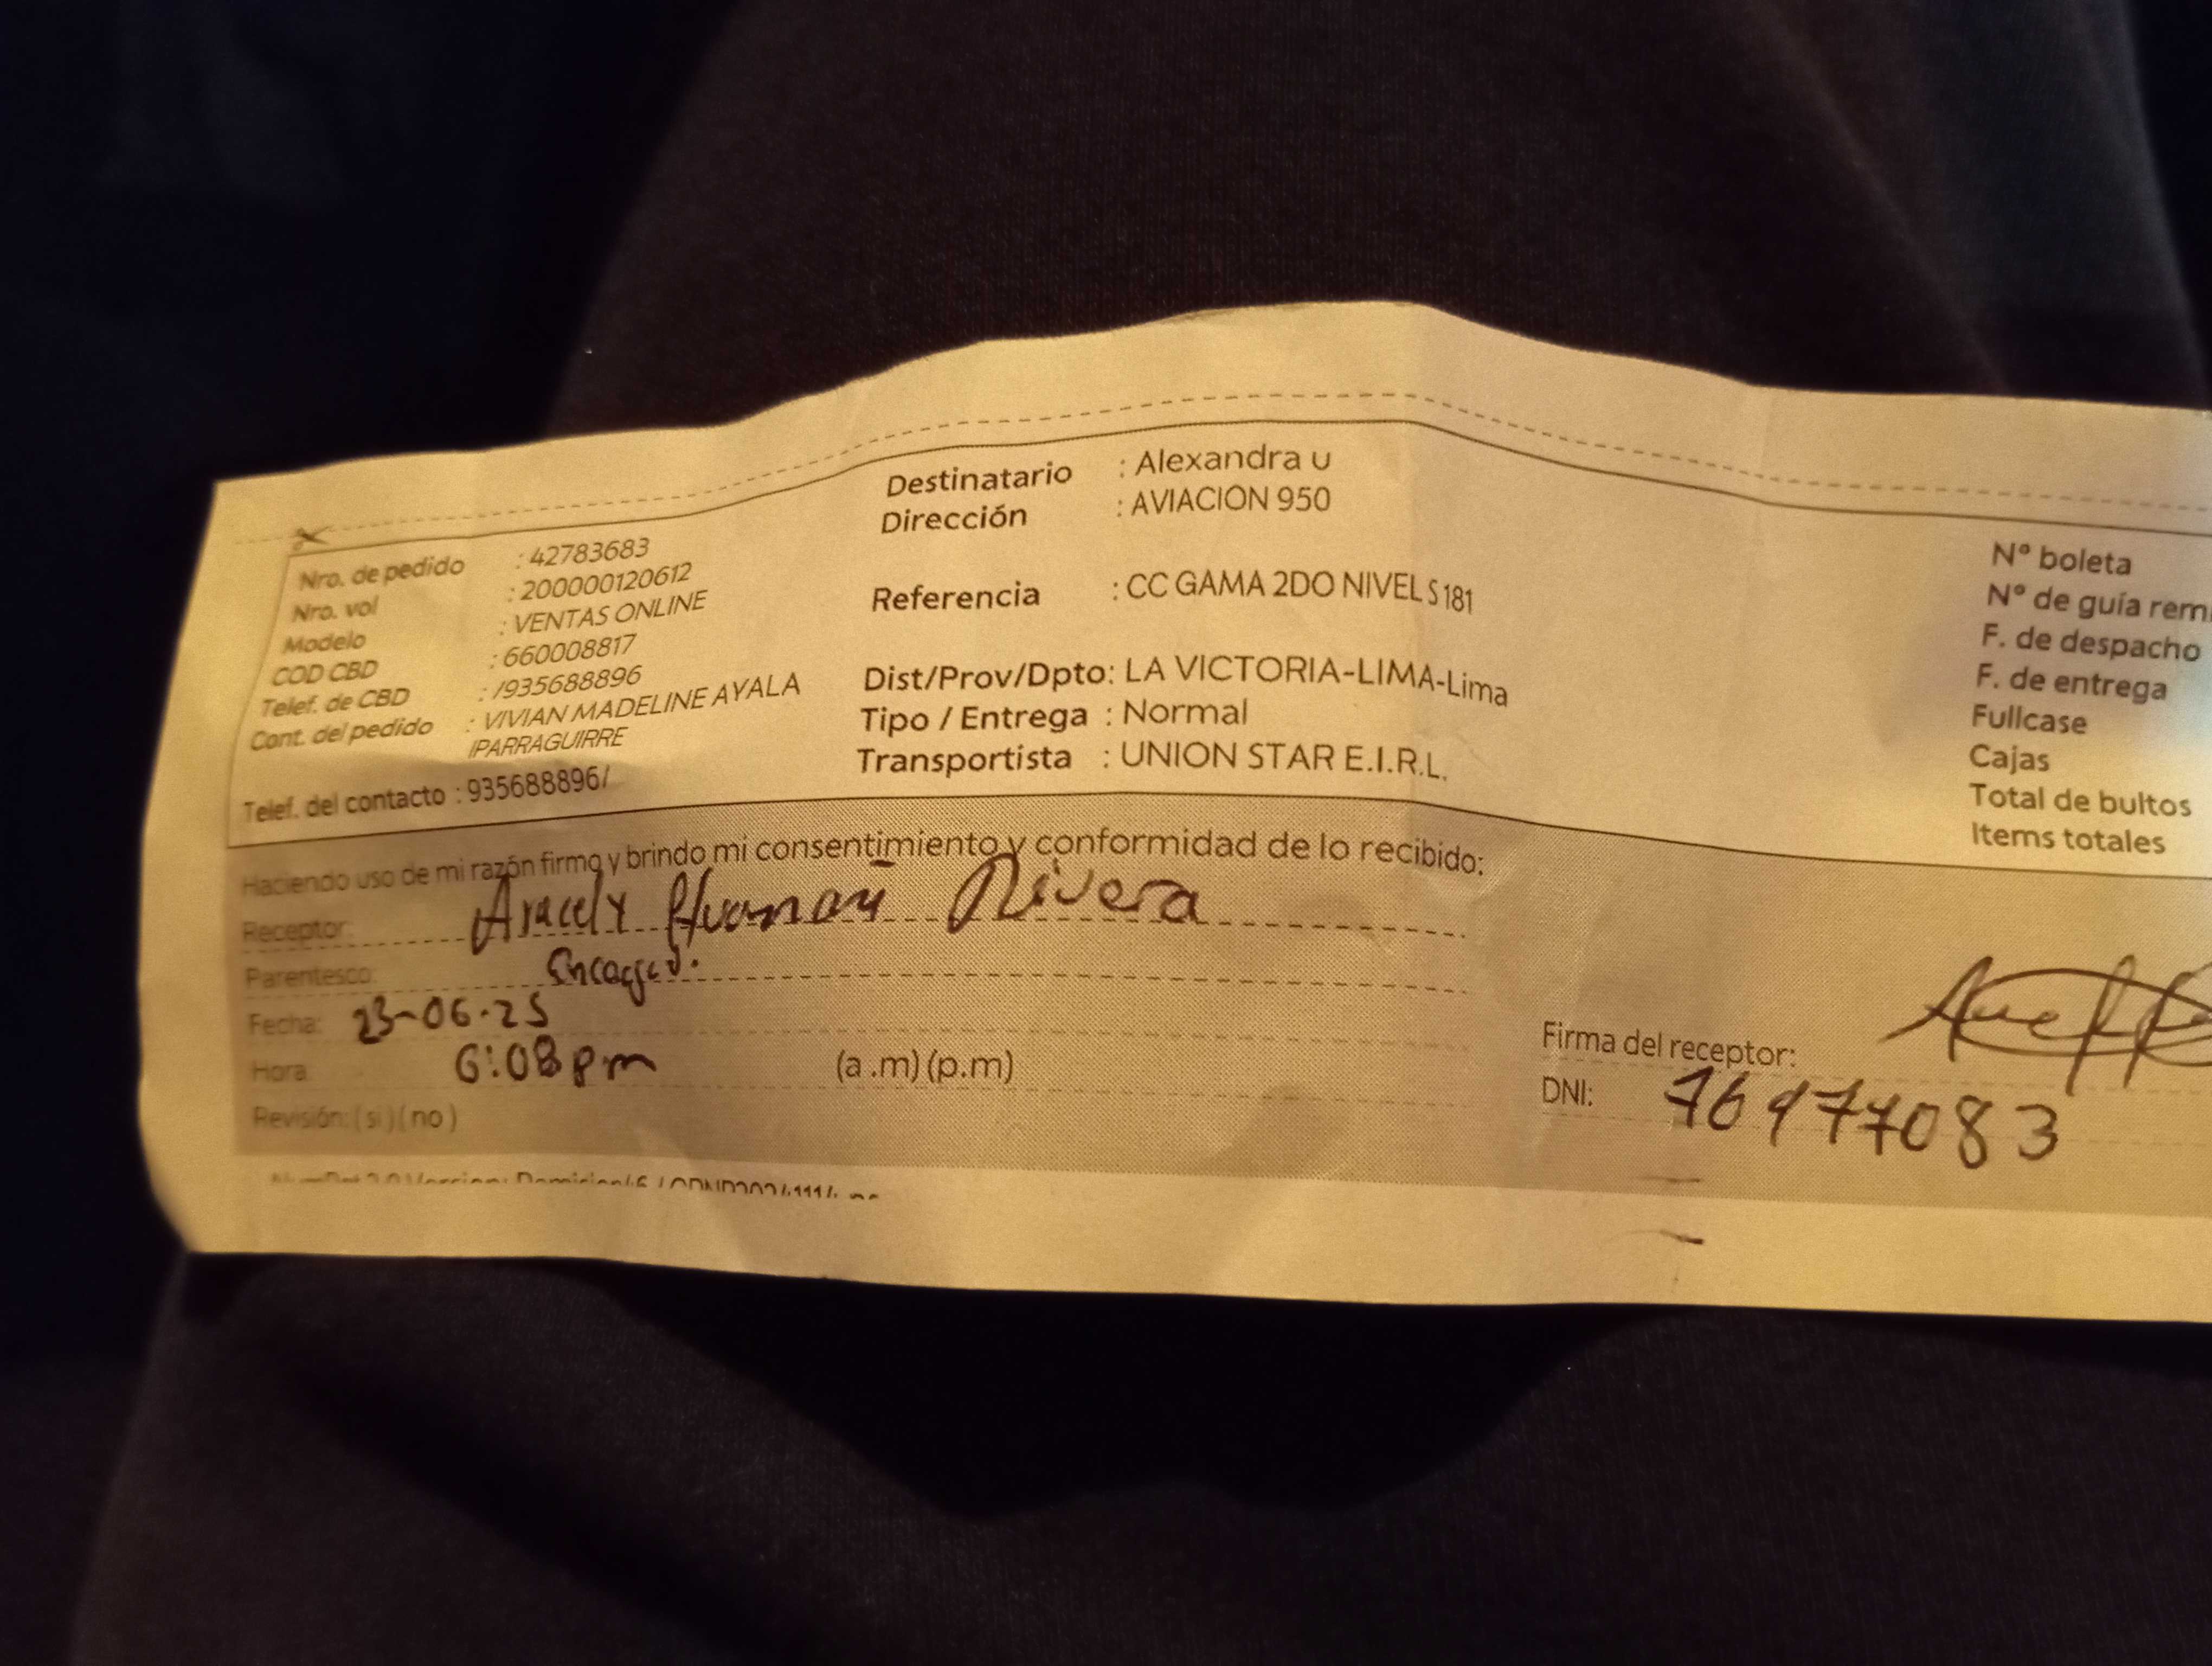 Nro. de pedido : 42783683
Nro. vol : 200000120612
Modelo : VENTAS ONLINE
COD CBD : 660008817
Telef. de CBD : /935688896
Cont. del pedido : VIVIAN MADELINE AYALA
IPARRAGUIRRE
Telef. del contacto : 935688896/
Destinatario : Alexandra u
Dirección : AVIACION 950
Referencia : CC GAMA 2DO NIVEL S 181
Dist/Prov/Dpto: LA VICTORIA-LIMA-Lima
Tipo / Entrega : Normal
Transportista : UNION STAR E.I.R.L.
N° boleta
N° de guía
F. de despacho
F. de entrega
Fullcase
Cajas
Total de bultos
Items totales
Haciendo uso de mi razón firmo y brindo mi consentimiento y conformidad de lo recibido:
Receptor: Aracely Huamañ Rivera
Parentesco:
Fecha: 23-06-25
Hora: 6:08 pm (a.m) (p.m)
Revisión: (si) (no)
Firma del receptor:
DNI: 76977083